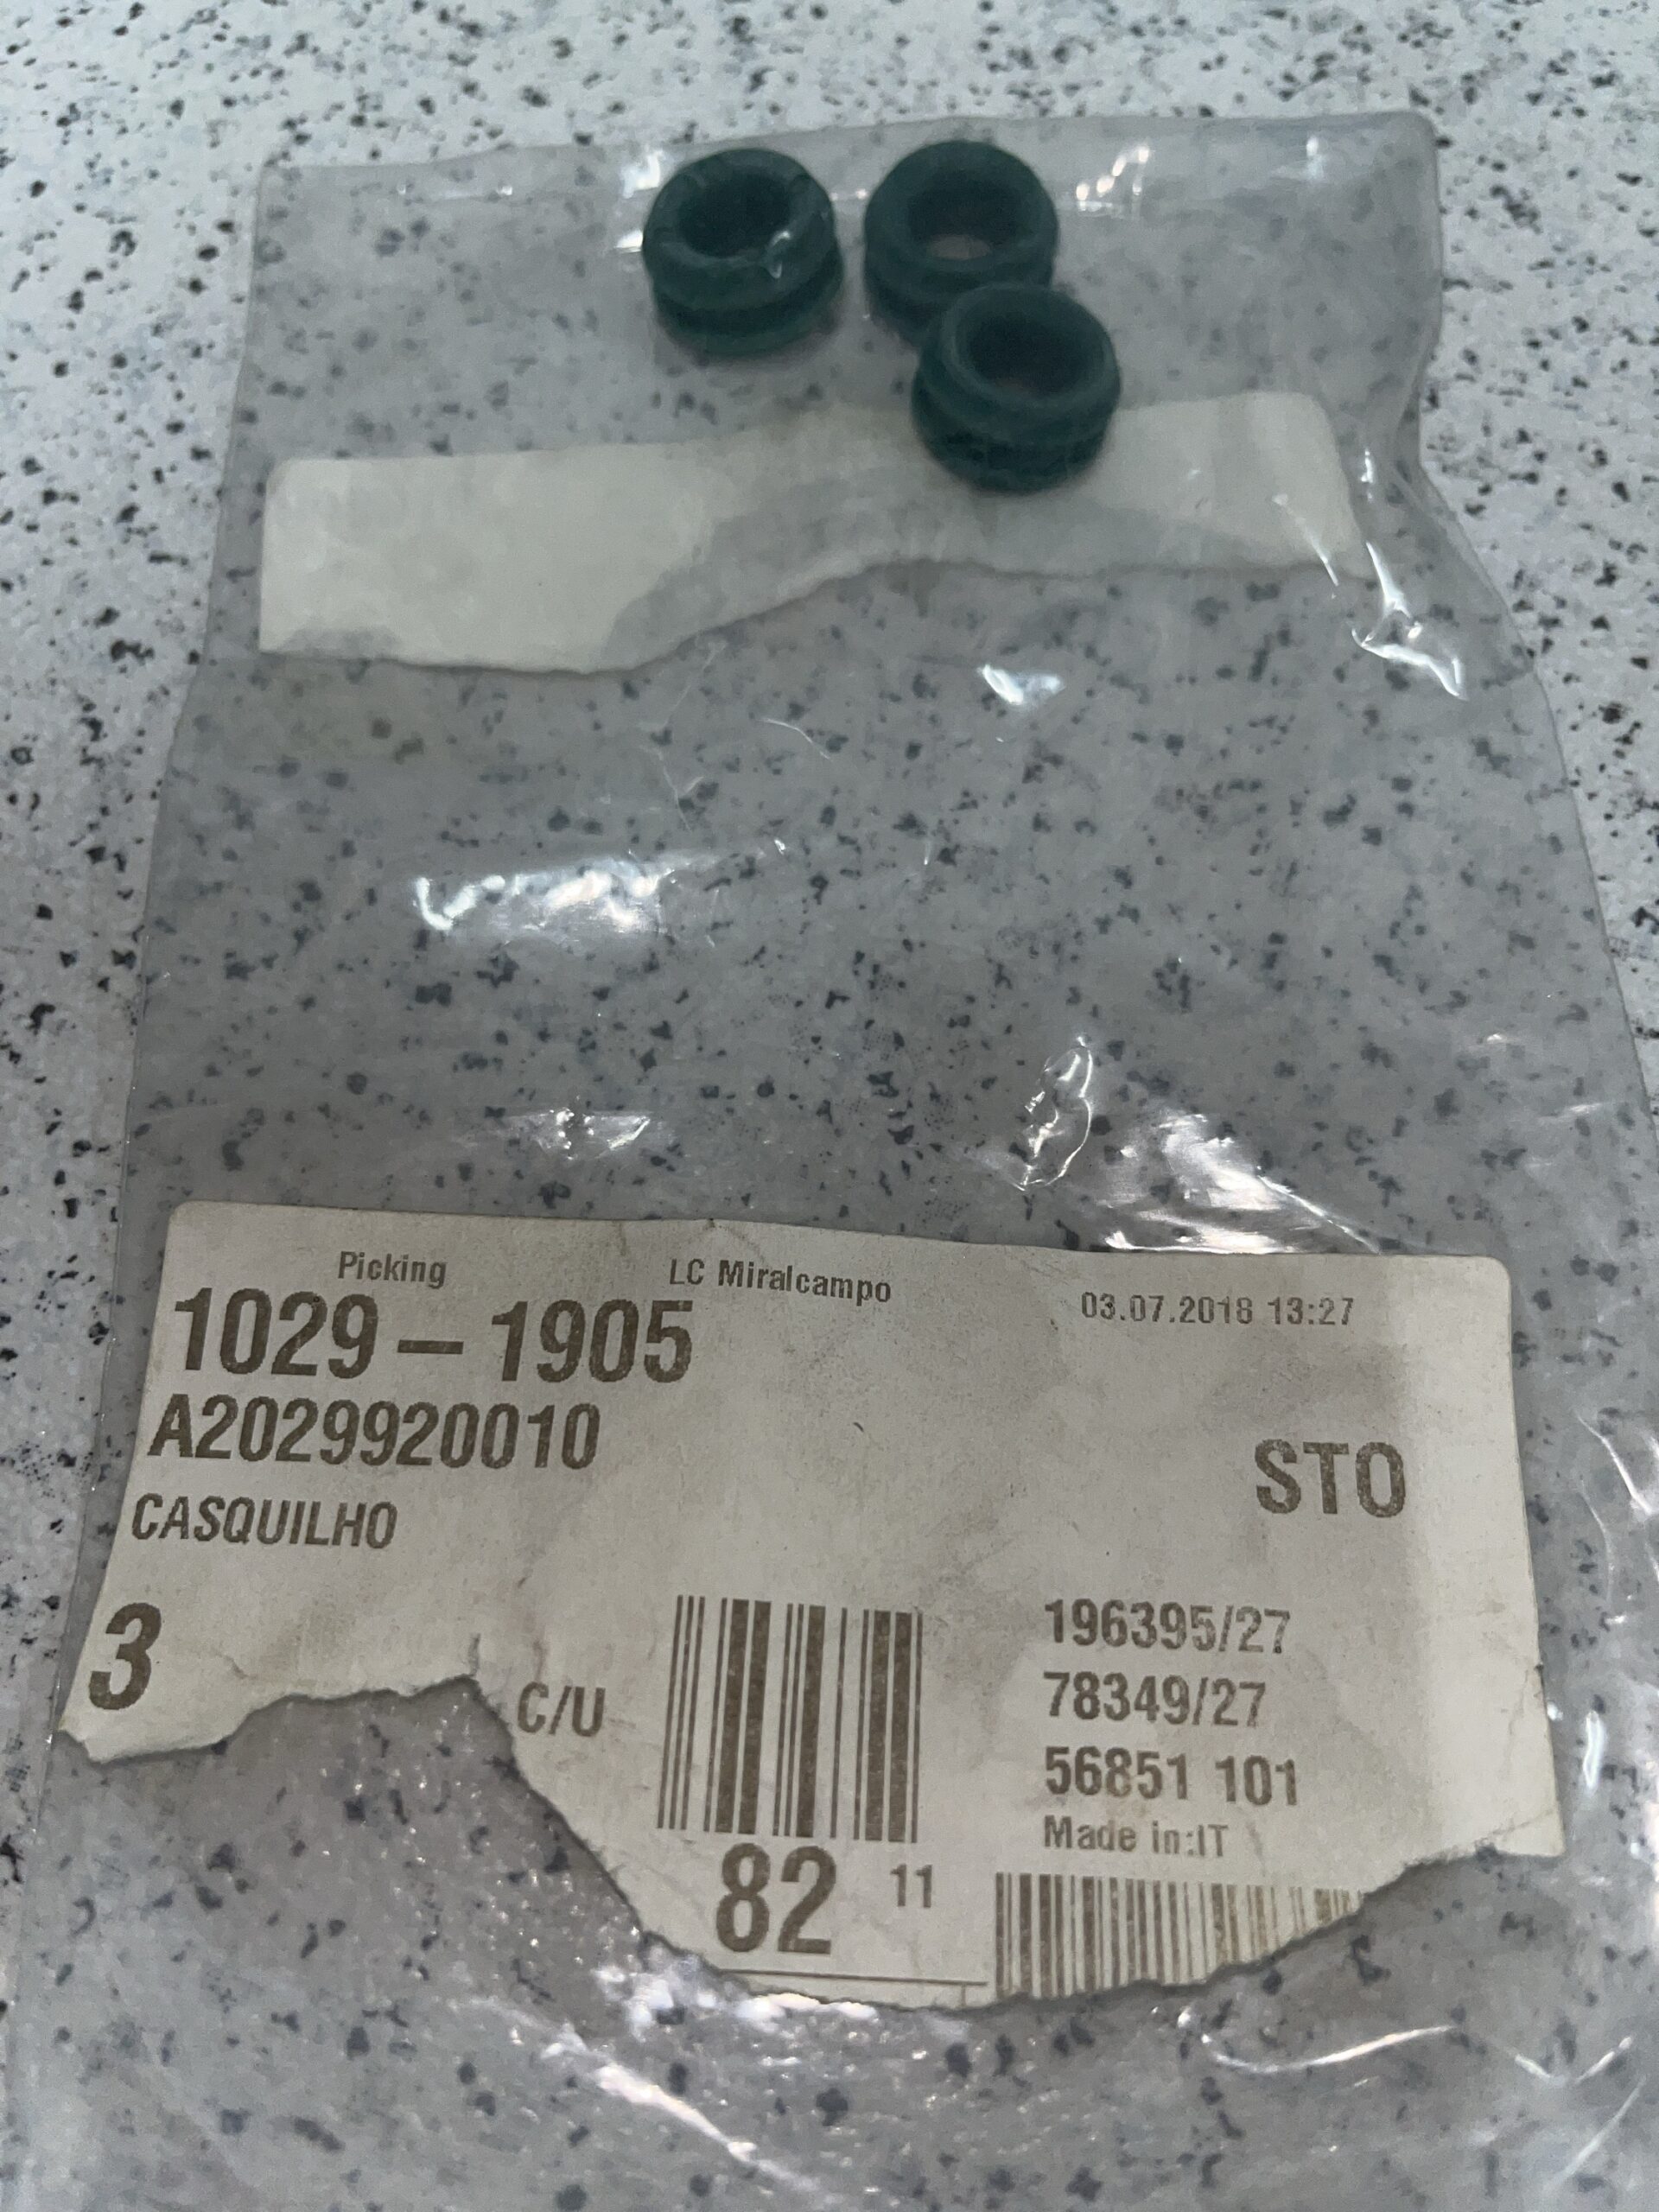 Picking LC Miralcampo 03.07.2018 13:27
1029 – 1905
A2029920010
STO
CASQUILHO
3 C/U
196395/27
78349/27
56851 101
Made in:IT
82 11